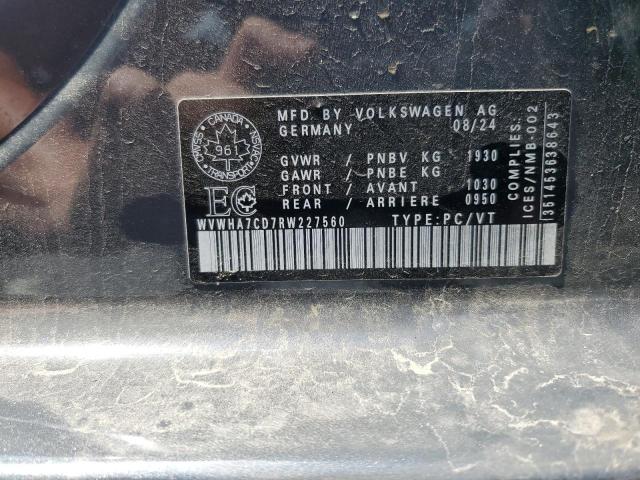 CANADA
961
TRANSPORT
EC
MFD. BY VOLKSWAGEN AG
GERMANY 08/24
GVWR / PNBV KG 1930
GAWR / PNBE KG
FRONT / AVANT 1030
REAR / ARRIERE 0950
WVWHA7CD7RW227560 TYPE:PC/VT
COMPLIES:
ICES/NMB-002
1351453638643